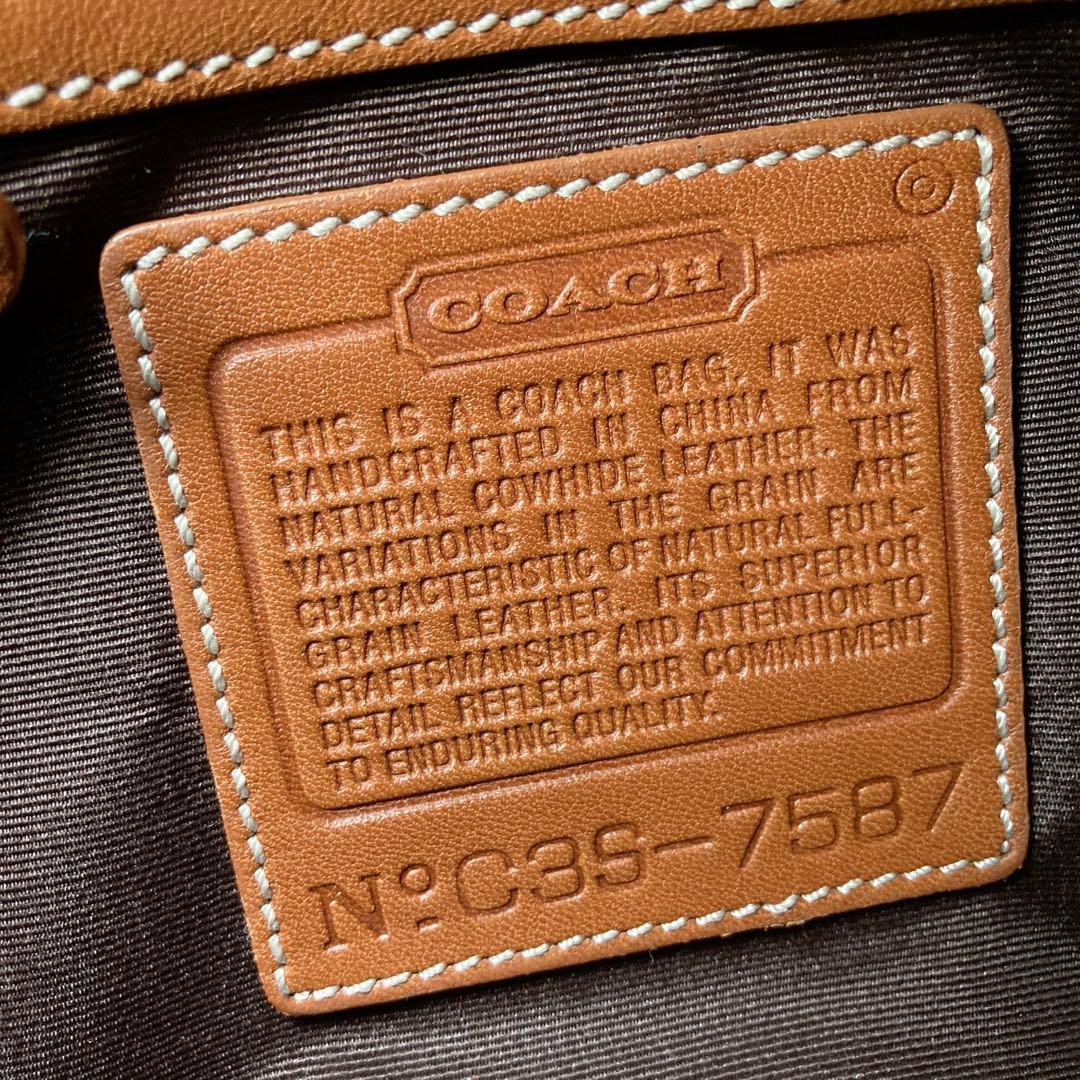 ©
COACH
THIS IS A COACH BAG. IT WAS
HANDCRAFTED IN CHINA FROM
NATURAL COWHIDE LEATHER. THE
VARIATIONS IN THE GRAIN ARE
CHARACTERISTIC OF NATURAL FULL-
GRAIN LEATHER. ITS SUPERIOR
CRAFTSMANSHIP AND ATTENTION TO
DETAIL REFLECT OUR COMMITMENT
TO ENDURING QUALITY.
Nº C3S-7587